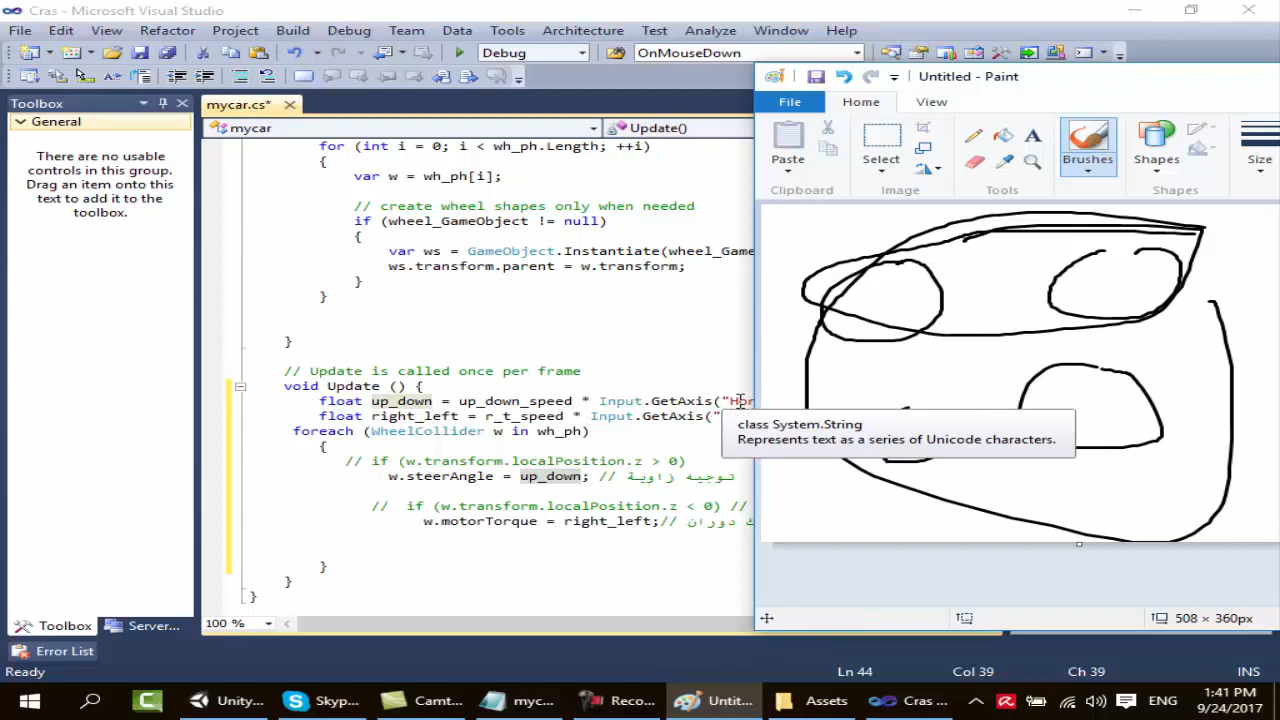 Cras - Microsoft Visual Studio
File Edit View Refactor Project Build Debug Team Data Tools Architecture Test Analyze Window Help
Debug OnMouseDown
Toolbox
General
There are no usable
controls in this group.
Drag an item onto this
text to add it to the
toolbox.
Toolbox Server...
mycar.cs*
mycar Update()
for (int i = 0; i < wh_ph.Length; ++i)
{
var w = wh_ph[i];
// create wheel shapes only when needed
if (wheel_GameObject != null)
{
var ws = GameObject.Instantiate(wheel_Game
ws.transform.parent = w.transform;
}
}
}
// Update is called once per frame
void Update () {
float up_down = up_down_speed * Input.GetAxis("Hor
float right_left = r_t_speed * Input.GetAxis("
foreach (WheelCollider w in wh_ph)
{
// if (w.transform.localPosition.z > 0)
w.steerAngle = up_down; // توجيه زاوية
// if (w.transform.localPosition.z < 0) //
w.motorTorque = right_left;// دوران
}
}
}
class System.String
Represents text as a series of Unicode characters.
100 %
Untitled - Paint
File Home View
Paste Select Brushes Shapes Size
Clipboard Image Tools Shapes
508 × 360px
Error List
Ready Ln 44 Col 39 Ch 39 INS
Unity... Skyp... Camt... myc... Reco... Untit... Assets Cras ... ENG
1:41 PM
9/24/2017